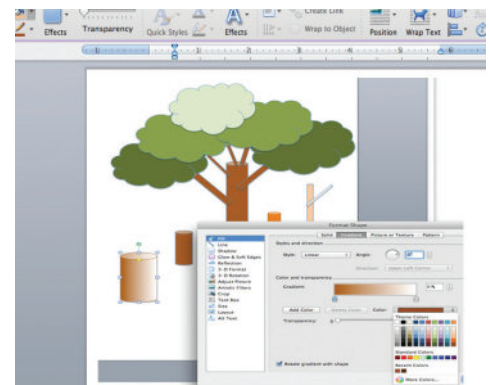 Effects Transparency Quick Styles Effects Create Link Wrap to Object Position Wrap Text
Format Shape
Fill
Line
Shadow
Glow & Soft Edges
Reflection
3-D Format
3-D Rotation
Adjust Picture
Artistic Filters
Crop
Text Box
Size
Layout
Alt Text
Solid Gradient Picture or Texture Pattern
Styles and direction
Style: Linear Angle:
Direction:
Color and transparency
Gradient
Add Color Delete Color Color:
Transparency:
Theme Colors
Standard Colors
Recent Colors
More Colors...
Rotate gradient with shape